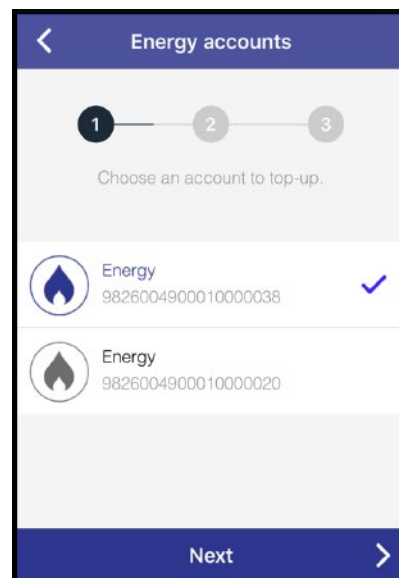 Energy accounts
1 2 3
Choose an account to top-up.
Energy
9826004900010000038
Energy
9826004900010000020
Next